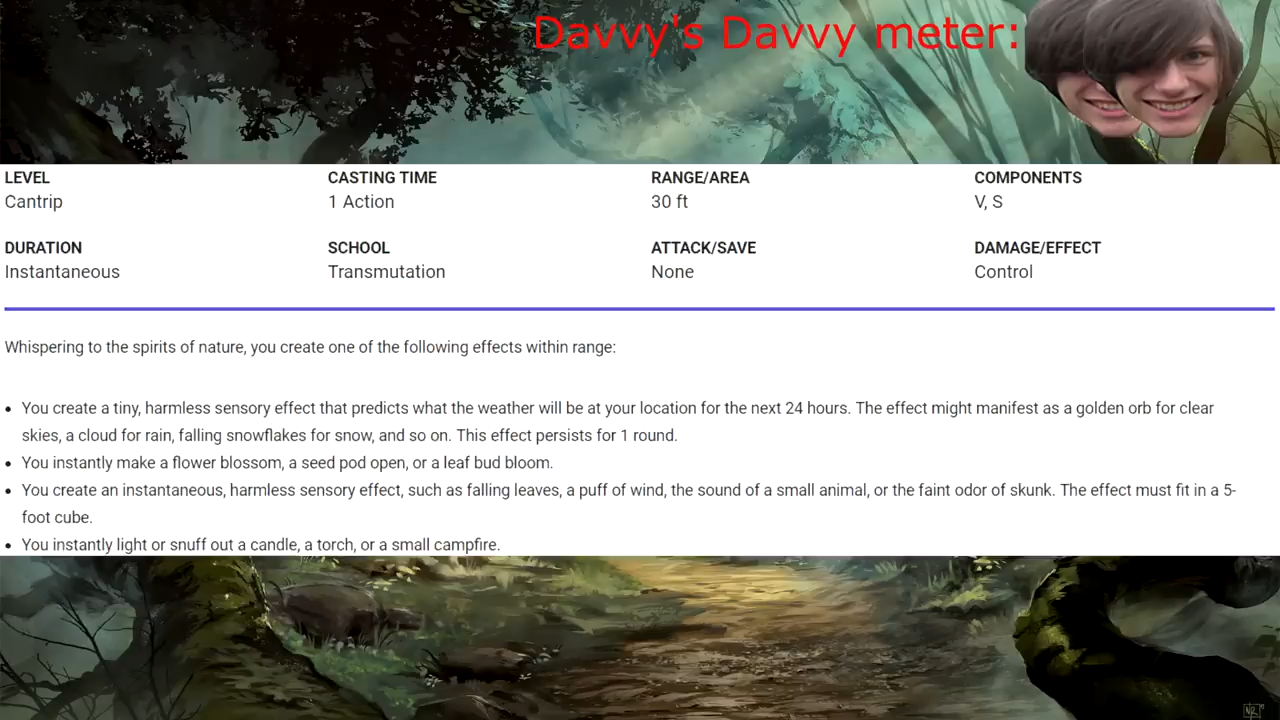 Davvy's Davvy meter:
LEVEL
CASTING TIME
RANGE/AREA
COMPONENTS
Cantrip
1 Action
30 ft
V, S
DURATION
SCHOOL
ATTACK/SAVE
DAMAGE/EFFECT
Instantaneous
Transmutation
None
Control
Whispering to the spirits of nature, you create one of the following effects within range:
• You create a tiny, harmless sensory effect that predicts what the weather will be at your location for the next 24 hours. The effect might manifest as a golden orb for clear
skies, a cloud for rain, falling snowflakes for snow, and so on. This effect persists for 1 round.
• You instantly make a flower blossom, a seed pod open, or a leaf bud bloom.
• You create an instantaneous, harmless sensory effect, such as falling leaves, a puff of wind, the sound of a small animal, or the faint odor of skunk. The effect must fit in a 5-
foot cube.
• You instantly light or snuff out a candle, a torch, or a small campfire.